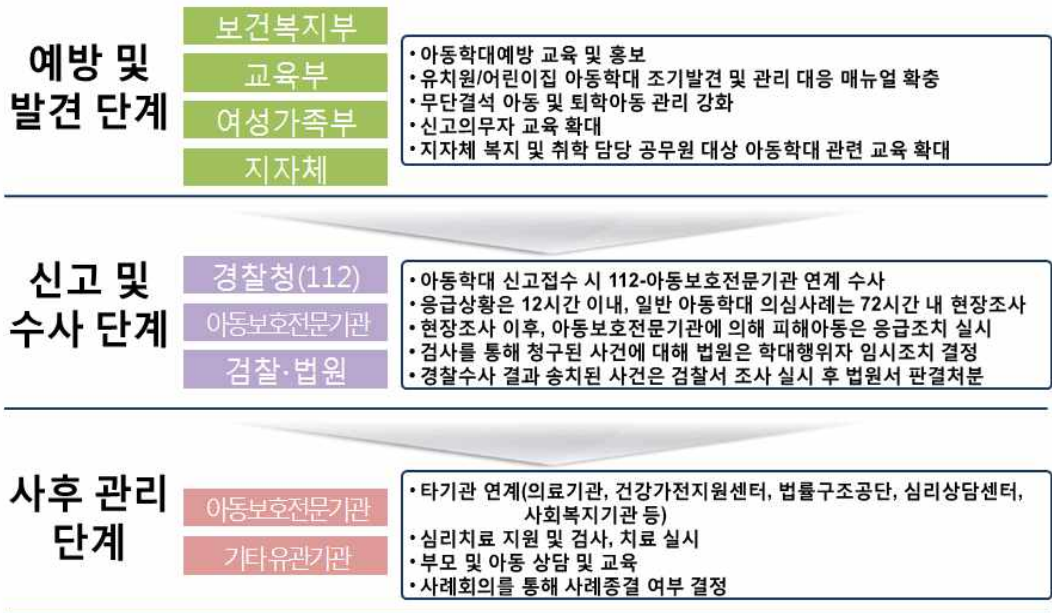 예방 및
발견 단계
보건복지부
교육부
여성가족부
지자체
• 아동학대예방 교육 및 홍보
• 유치원/어린이집 아동학대 조기발견 및 관리 대응 매뉴얼 확충
• 무단결석 아동 및 퇴학아동 관리 강화
• 신고의무자 교육 확대
• 지자체 복지 및 취학 담당 공무원 대상 아동학대 관련 교육 확대
신고 및
수사 단계
경찰청(112)
아동보호전문기관
검찰·법원
• 아동학대 신고접수 시 112-아동보호전문기관 연계 수사
• 응급상황은 12시간 이내, 일반 아동학대 의심사례는 72시간 내 현장조사
• 현장조사 이후, 아동보호전문기관에 의해 피해아동은 응급조치 실시
• 검사를 통해 청구된 사건에 대해 법원은 학대행위자 임시조치 결정
• 경찰수사 결과 송치된 사건은 검찰서 조사 실시 후 법원서 판결처분
사후 관리
단계
아동보호전문기관
기타유관기관
• 타기관 연계(의료기관, 건강가전지원센터, 법률구조공단, 심리상담센터,
사회복지기관 등)
• 심리치료 지원 및 검사, 치료 실시
• 부모 및 아동 상담 및 교육
• 사례회의를 통해 사례종결 여부 결정